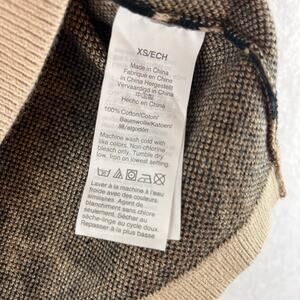 XS/ECH
Made in China
Fabriqué en Chine
In China Hergestellt
Vervaardigd in China
Hecho en China
100% Cotton/Coton/
Baumwolle/Katoen/
棉/algodón
Machine wash cold with
like colors. Non-chlorine
bleach only. Tumble dry
low. Iron on lowest setting.
Laver à la machine à l'eau
froide avec des couleurs
similaires. Agent de
blanchiment sans chlore
seulement. Sécher au
sèche-linge au cycle doux.
Repasser à la plus basse